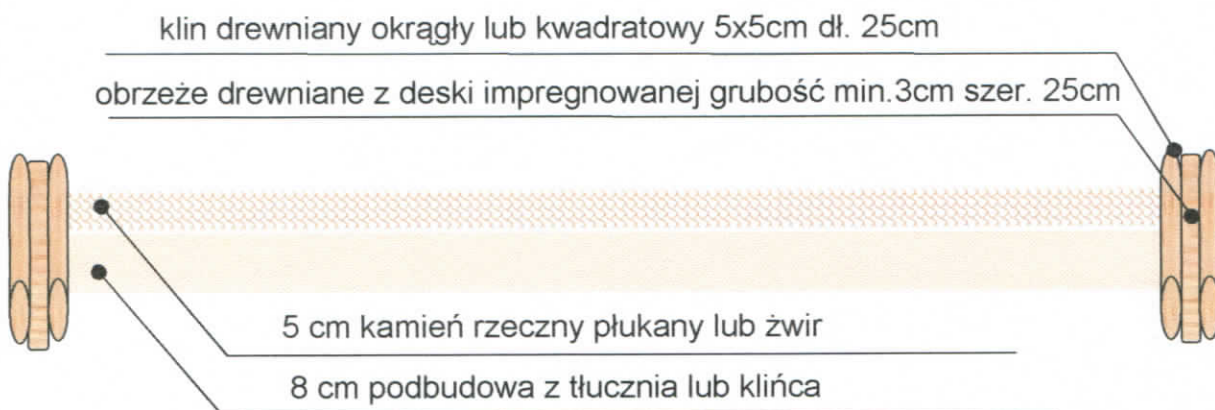 klin drewniany okrągły lub kwadratowy 5x5cm dł. 25cm
obrzeże drewniane z deski impregnowanej grubość min.3cm szer. 25cm
5 cm kamień rzeczny płukany lub żwir
8 cm podbudowa z tłucznia lub klińca